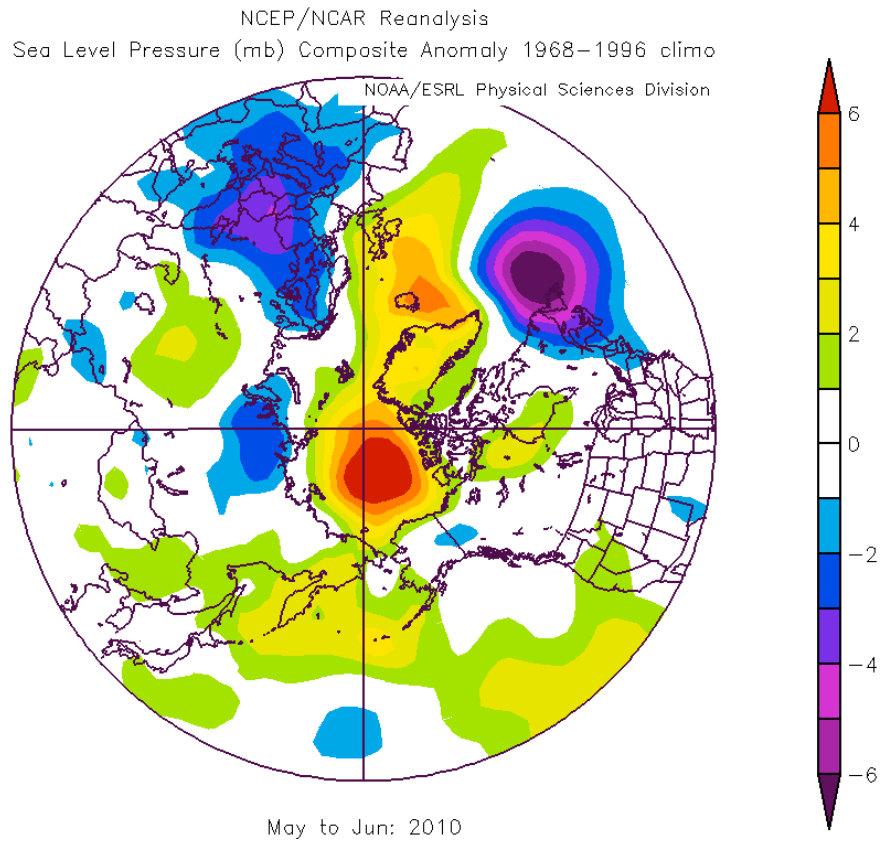 NCEP/NCAR Reanalysis
Sea Level Pressure (mb) Composite Anomaly 1968-1996 climo
NOAA/ESRL Physical Sciences Division
6
4
2
0
-2
-4
-6
May to Jun: 2010